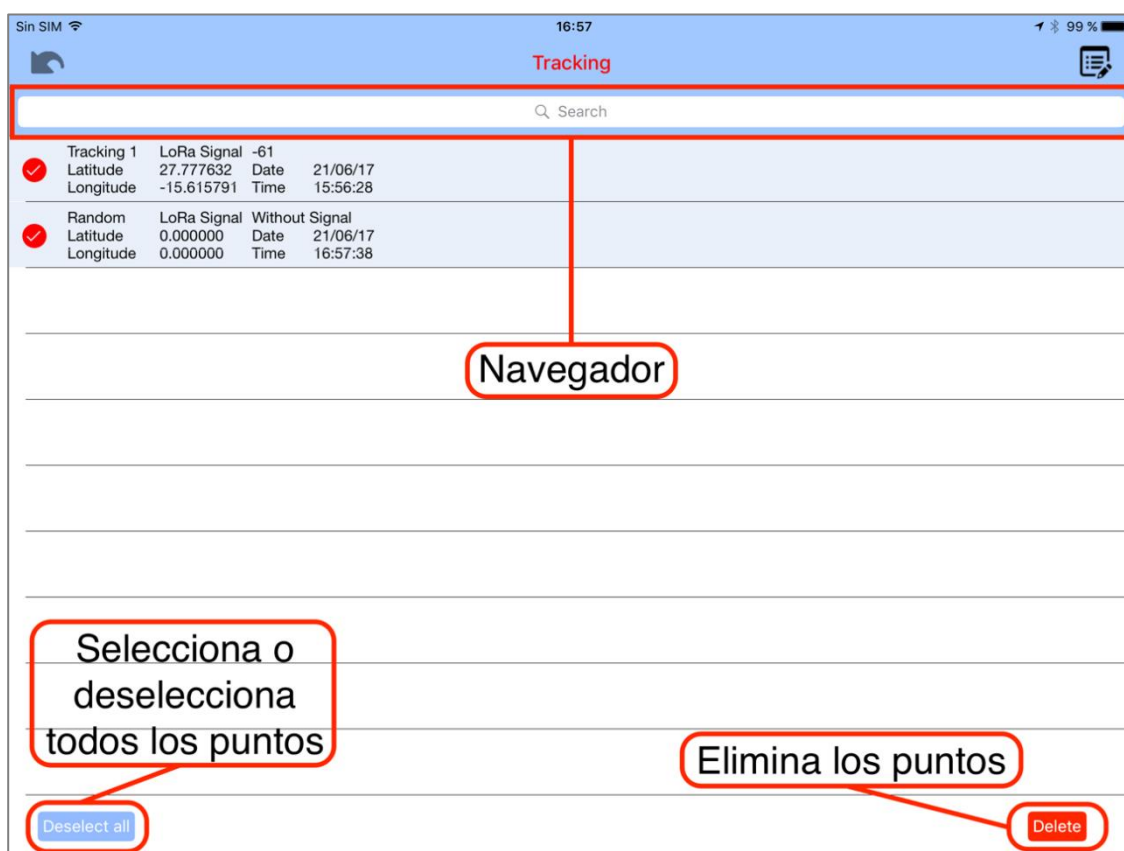 Sin SIM 16:57 99 %
Tracking
Search
Tracking 1 LoRa Signal -61
Latitude 27.777632 Date 21/06/17
Longitude -15.615791 Time 15:56:28
Random LoRa Signal Without Signal
Latitude 0.000000 Date 21/06/17
Longitude 0.000000 Time 16:57:38
Navegador
Selecciona o
deselecciona
todos los puntos
Elimina los puntos
Deselect all
Delete